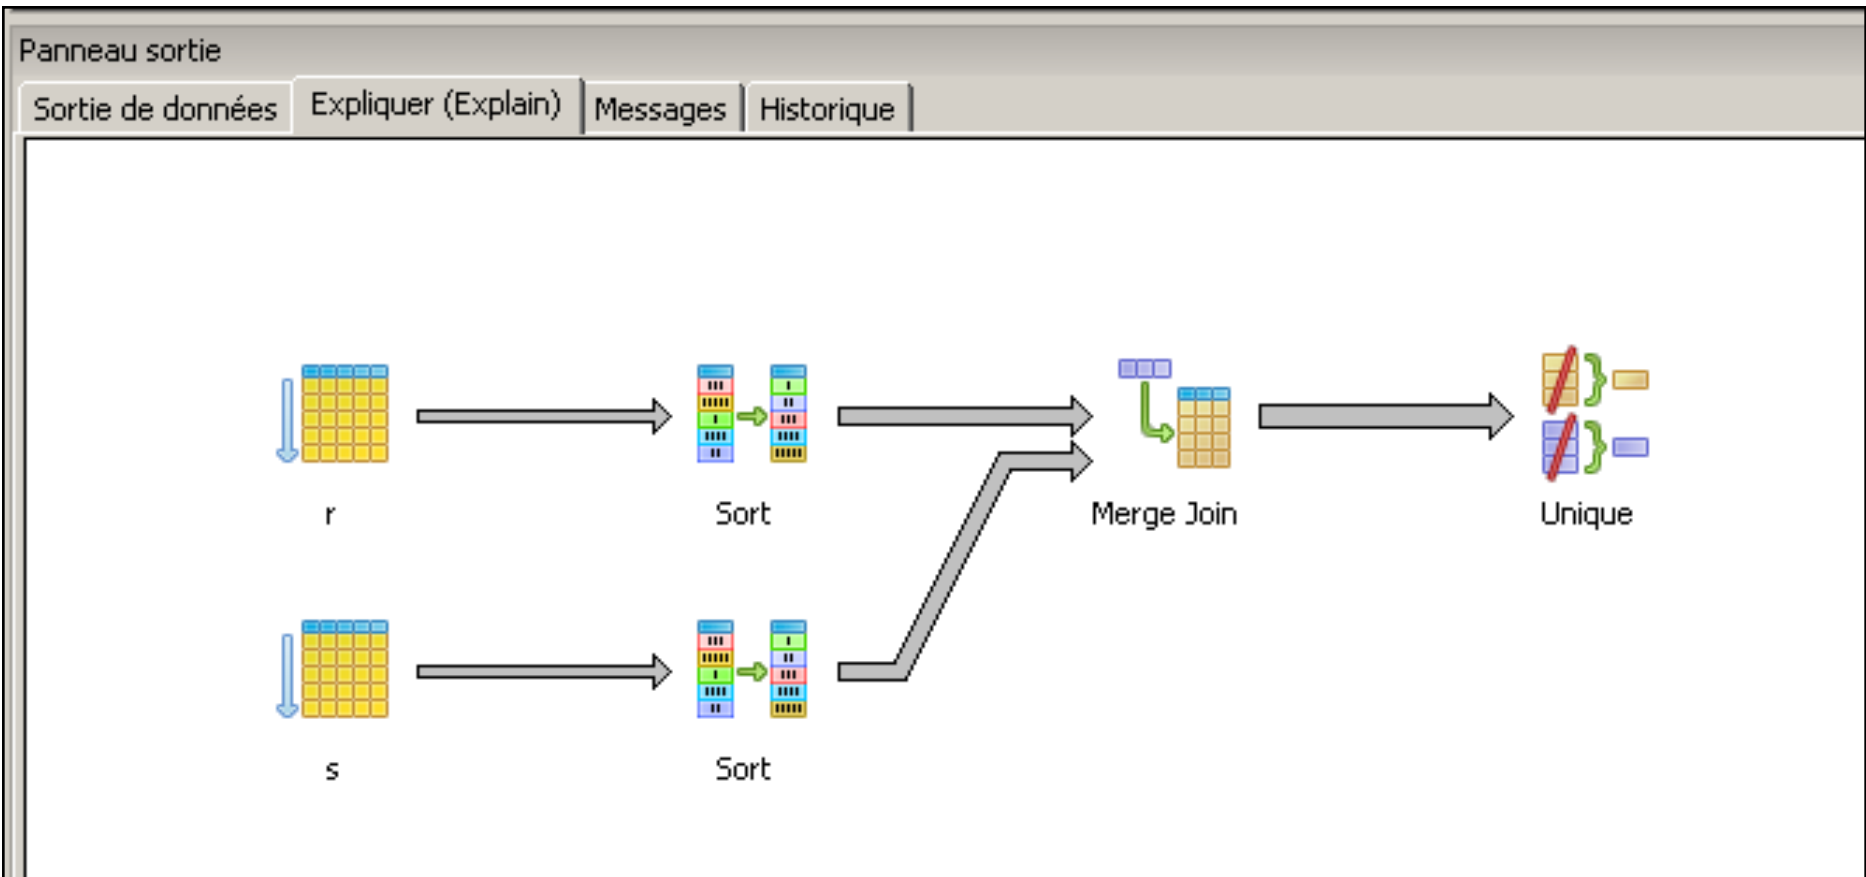 Panneau sortie
Sortie de données Expliquer (Explain) Messages Historique
r Sort Merge Join Unique
s Sort